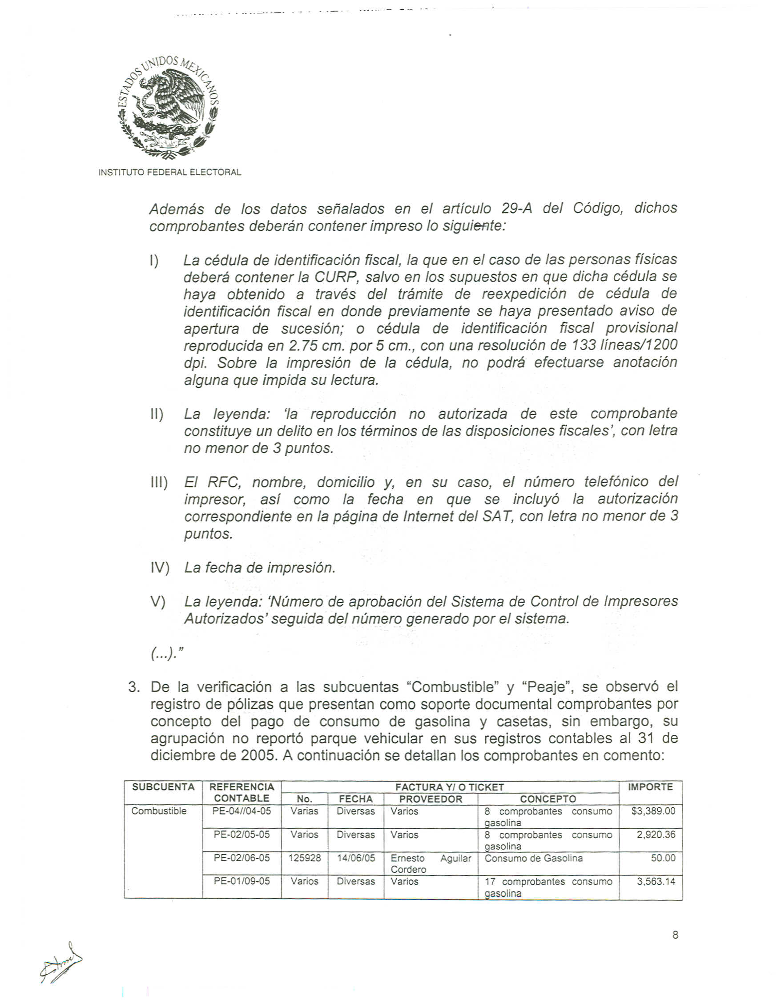 ESTADOS UNIDOS MEXICANOS
INSTITUTO FEDERAL ELECTORAL
Además de los datos señalados en el artículo 29-A del Código, dichos
comprobantes deberán contener impreso lo siguiente:
I) La cédula de identificación fiscal, la que en el caso de las personas físicas
deberá contener la CURP, salvo en los supuestos en que dicha cédula se
haya obtenido a través del trámite de reexpedición de cédula de
identificación fiscal en donde previamente se haya presentado aviso de
apertura de sucesión; o cédula de identificación fiscal provisional
reproducida en 2.75 cm. por 5 cm., con una resolución de 133 líneas/1200
dpi. Sobre la impresión de la cédula, no podrá efectuarse anotación
alguna que impida su lectura.
II) La leyenda: ‘la reproducción no autorizada de este comprobante
constituye un delito en los términos de las disposiciones fiscales’, con letra
no menor de 3 puntos.
III) El RFC, nombre, domicilio y, en su caso, el número telefónico del
impresor, así como la fecha en que se incluyó la autorización
correspondiente en la página de Internet del SAT, con letra no menor de 3
puntos.
IV) La fecha de impresión.
V) La leyenda: ‘Número de aprobación del Sistema de Control de Impresores
Autorizados’ seguida del número generado por el sistema.
(...).”
3. De la verificación a las subcuentas “Combustible” y “Peaje”, se observó el
registro de pólizas que presentan como soporte documental comprobantes por
concepto del pago de consumo de gasolina y casetas, sin embargo, su
agrupación no reportó parque vehicular en sus registros contables al 31 de
diciembre de 2005. A continuación se detallan los comprobantes en comento:
SUBCUENTA REFERENCIA FACTURA Y/ O TICKET IMPORTE
CONTABLE No. FECHA PROVEEDOR CONCEPTO
Combustible PE-04//04-05 Varias Diversas Varios 8 comprobantes consumo $3,389.00
gasolina
PE-02/05-05 Varios Diversas Varios 8 comprobantes consumo 2,920.36
gasolina
PE-02/06-05 125928 14/06/05 Ernesto Aguilar Consumo de Gasolina 50.00
Cordero
PE-01/09-05 Varios Diversas Varios 17 comprobantes consumo 3,563.14
gasolina
8